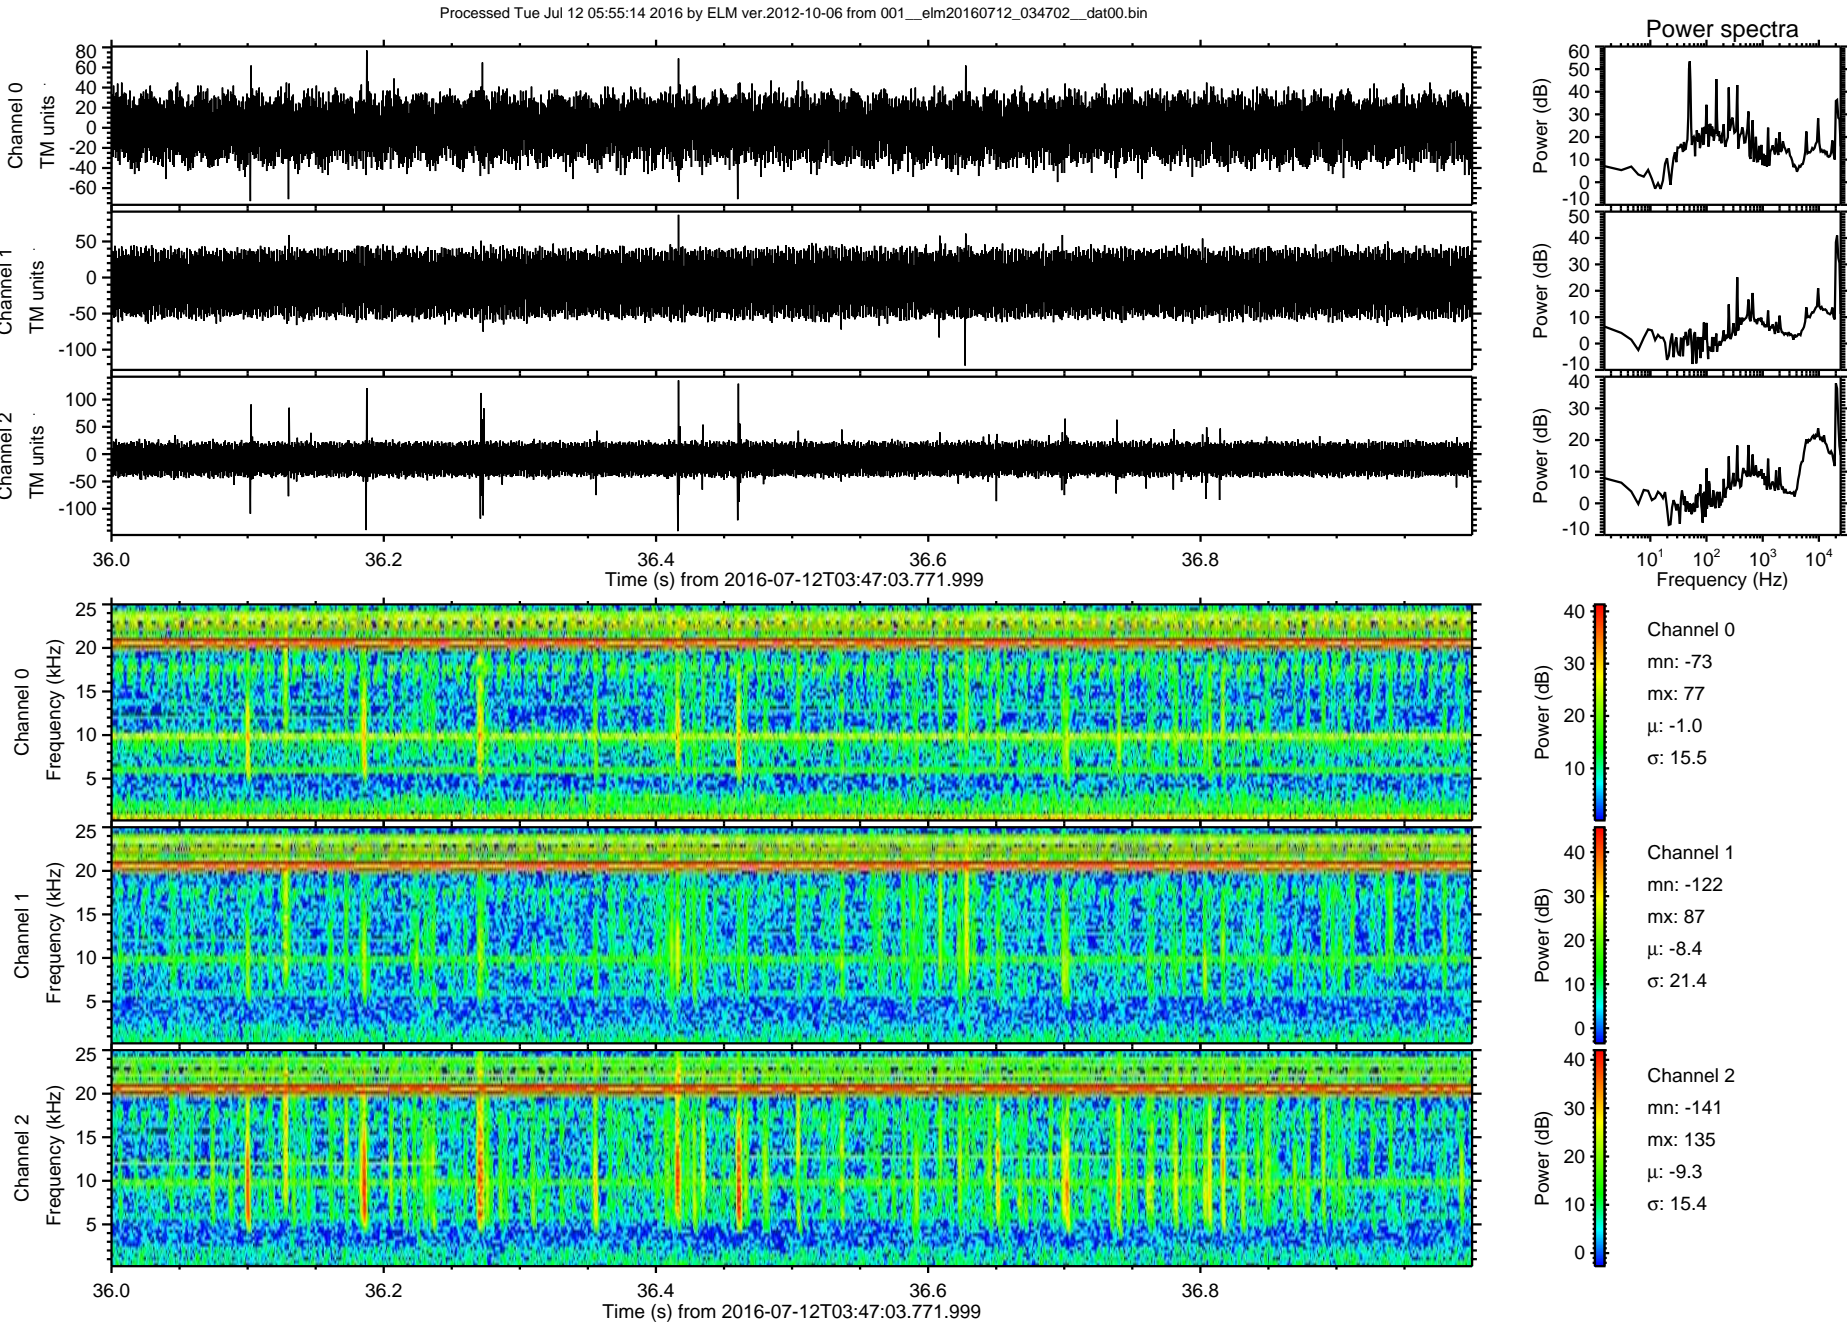 Processed Tue Jul 12 05:55:14 2016 by ELM ver.2012-10-06 from 001__elm20160712_034702__dat00.bin
Power spectra
Channel 0
TM units
80
60
40
20
0
-20
-40
-60
Power (dB)
60
50
40
30
20
10
0
-10
Channel 1
TM units
50
0
-50
-100
Power (dB)
50
40
30
20
10
0
-10
Channel 2
TM units
100
50
0
-50
-100
Power (dB)
40
30
20
10
0
-10
36.0 36.2 36.4 36.6 36.8
Time (s) from 2016-07-12T03:47:03.771.999
10¹ 10² 10³ 10⁴
Frequency (Hz)
Channel 0
Frequency (kHz)
25
20
15
10
5
Power (dB)
40
30
20
10
Channel 0
mn: -73
mx: 77
µ: -1.0
σ: 15.5
Channel 1
Frequency (kHz)
25
20
15
10
5
Power (dB)
40
30
20
10
0
Channel 1
mn: -122
mx: 87
µ: -8.4
σ: 21.4
Channel 2
Frequency (kHz)
25
20
15
10
5
Power (dB)
40
30
20
10
0
Channel 2
mn: -141
mx: 135
µ: -9.3
σ: 15.4
36.0 36.2 36.4 36.6 36.8
Time (s) from 2016-07-12T03:47:03.771.999